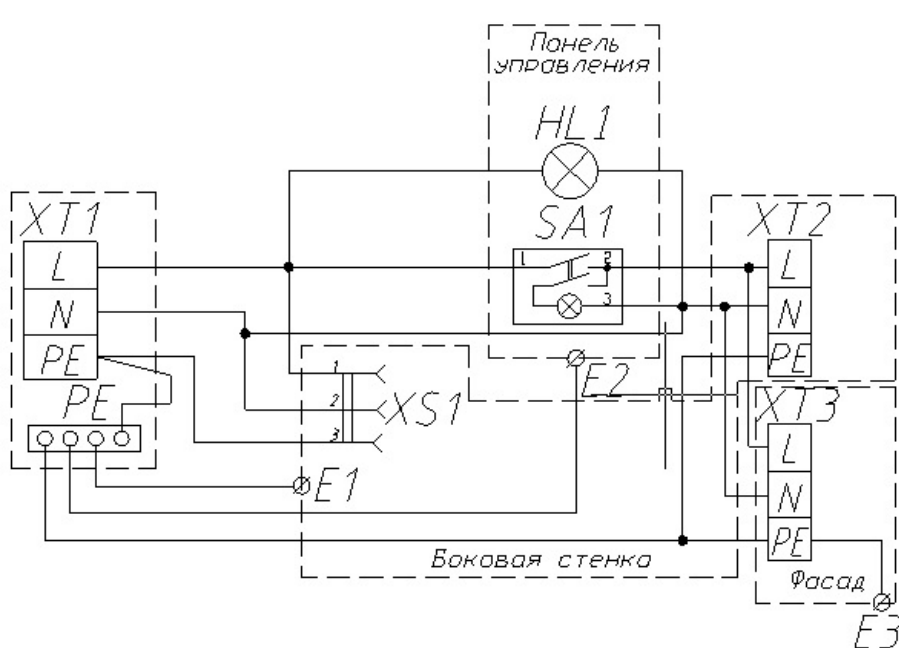 Панель
управления
HL1
XT1
SA1
XT2
L
1
2
L
N
3
N
PE
PE
PE
1
E2
XT3
2
XS1
3
L
E1
N
PE
Боковая стенка
Фасад
E3